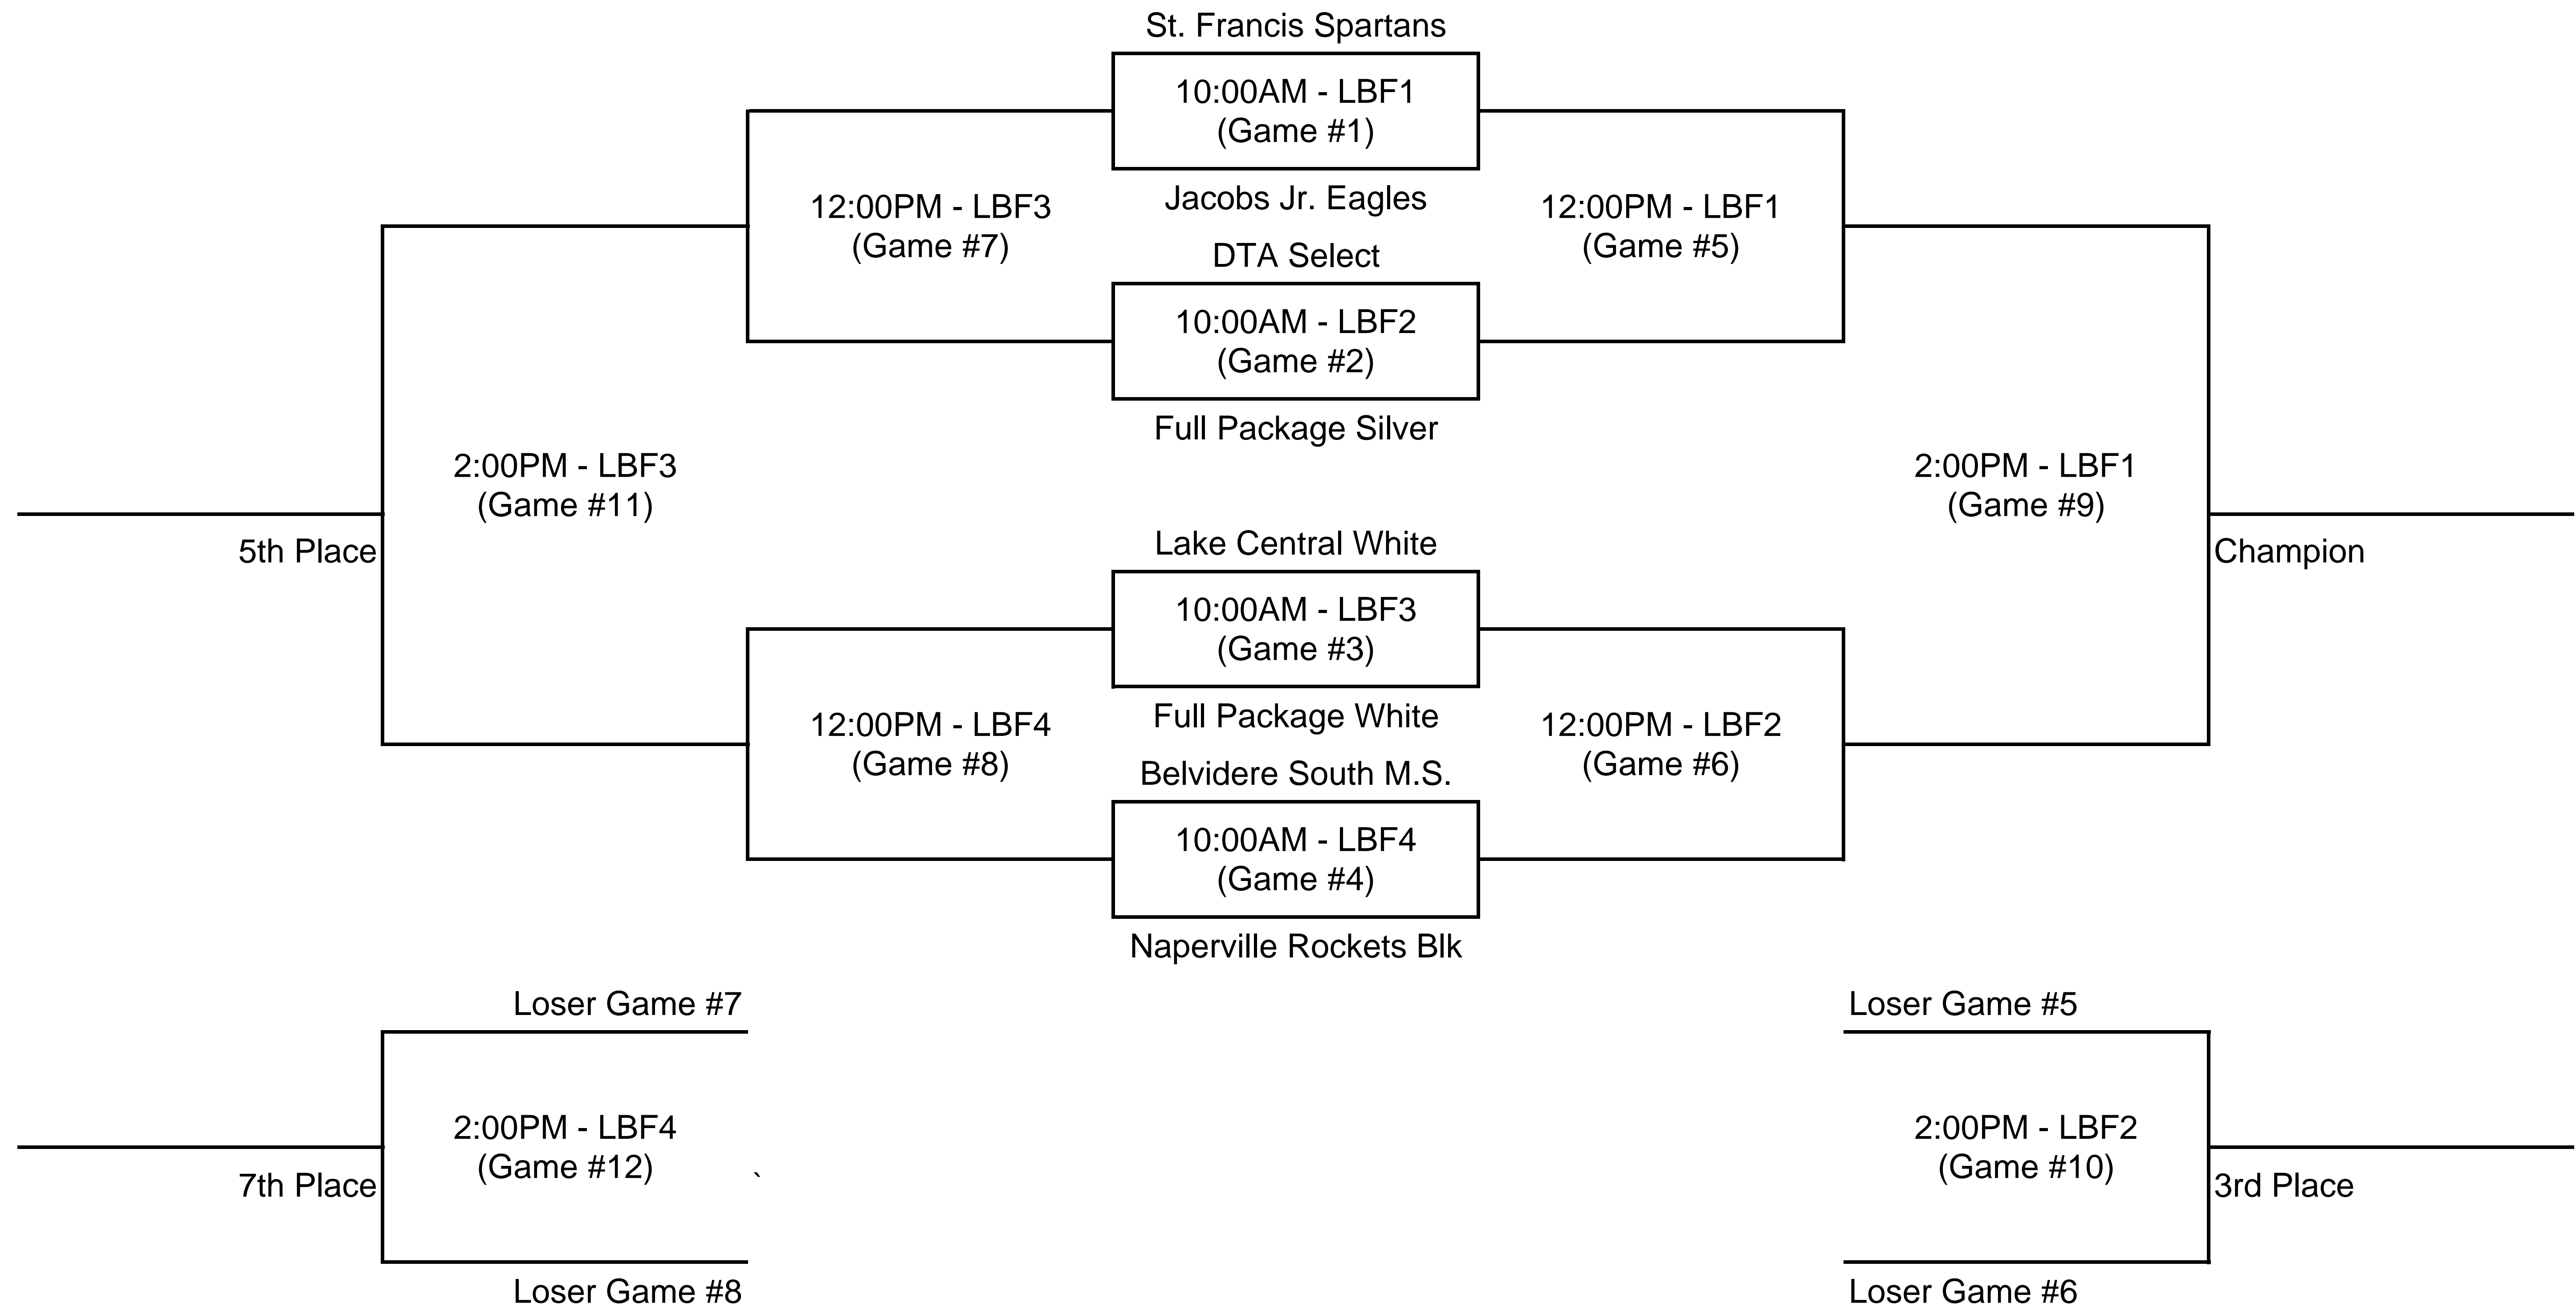 St. Francis Spartans
10:00AM - LBF1
(Game #1)
Jacobs Jr. Eagles
12:00PM - LBF3
(Game #7)
12:00PM - LBF1
(Game #5)
DTA Select
10:00AM - LBF2
(Game #2)
Full Package Silver
2:00PM - LBF3
(Game #11)
2:00PM - LBF1
(Game #9)
5th Place
Champion
Lake Central White
10:00AM - LBF3
(Game #3)
Full Package White
12:00PM - LBF4
(Game #8)
12:00PM - LBF2
(Game #6)
Belvidere South M.S.
10:00AM - LBF4
(Game #4)
Naperville Rockets Blk
Loser Game #7
Loser Game #5
2:00PM - LBF4
(Game #12)
`
2:00PM - LBF2
(Game #10)
7th Place
3rd Place
Loser Game #8
Loser Game #6